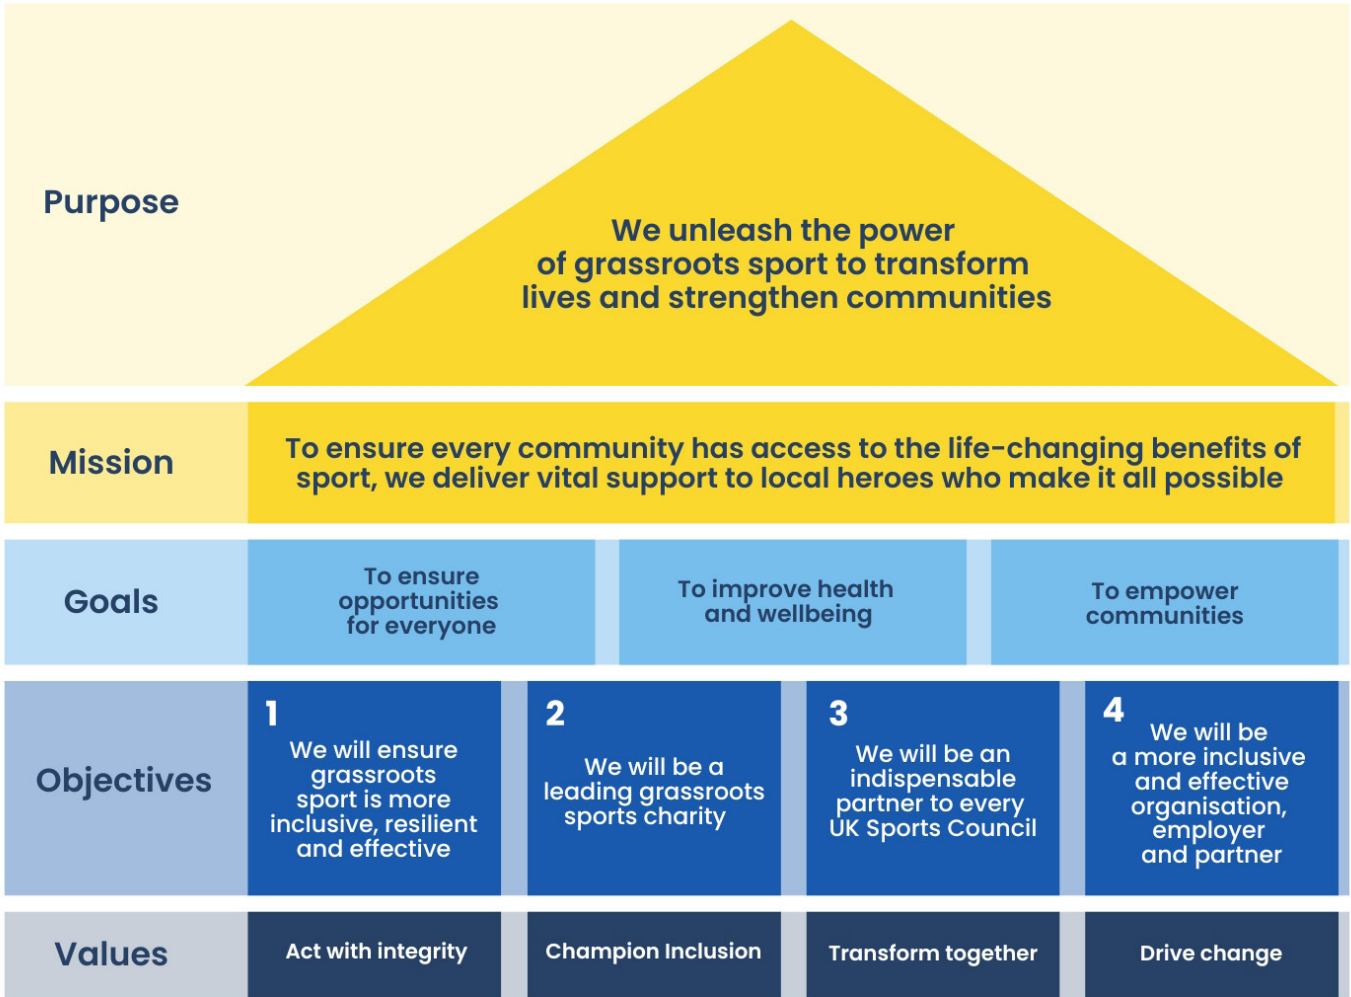 Purpose
We unleash the power
of grassroots sport to transform
lives and strengthen communities
Mission
To ensure every community has access to the life-changing benefits of
sport, we deliver vital support to local heroes who make it all possible
Goals
To ensure
opportunities
for everyone
To improve health
and wellbeing
To empower
communities
Objectives
1
We will ensure
grassroots
sport is more
inclusive, resilient
and effective
2
We will be a
leading grassroots
sports charity
3
We will be an
indispensable
partner to every
UK Sports Council
4
We will be
a more inclusive
and effective
organisation,
employer
and partner
Values
Act with integrity
Champion Inclusion
Transform together
Drive change